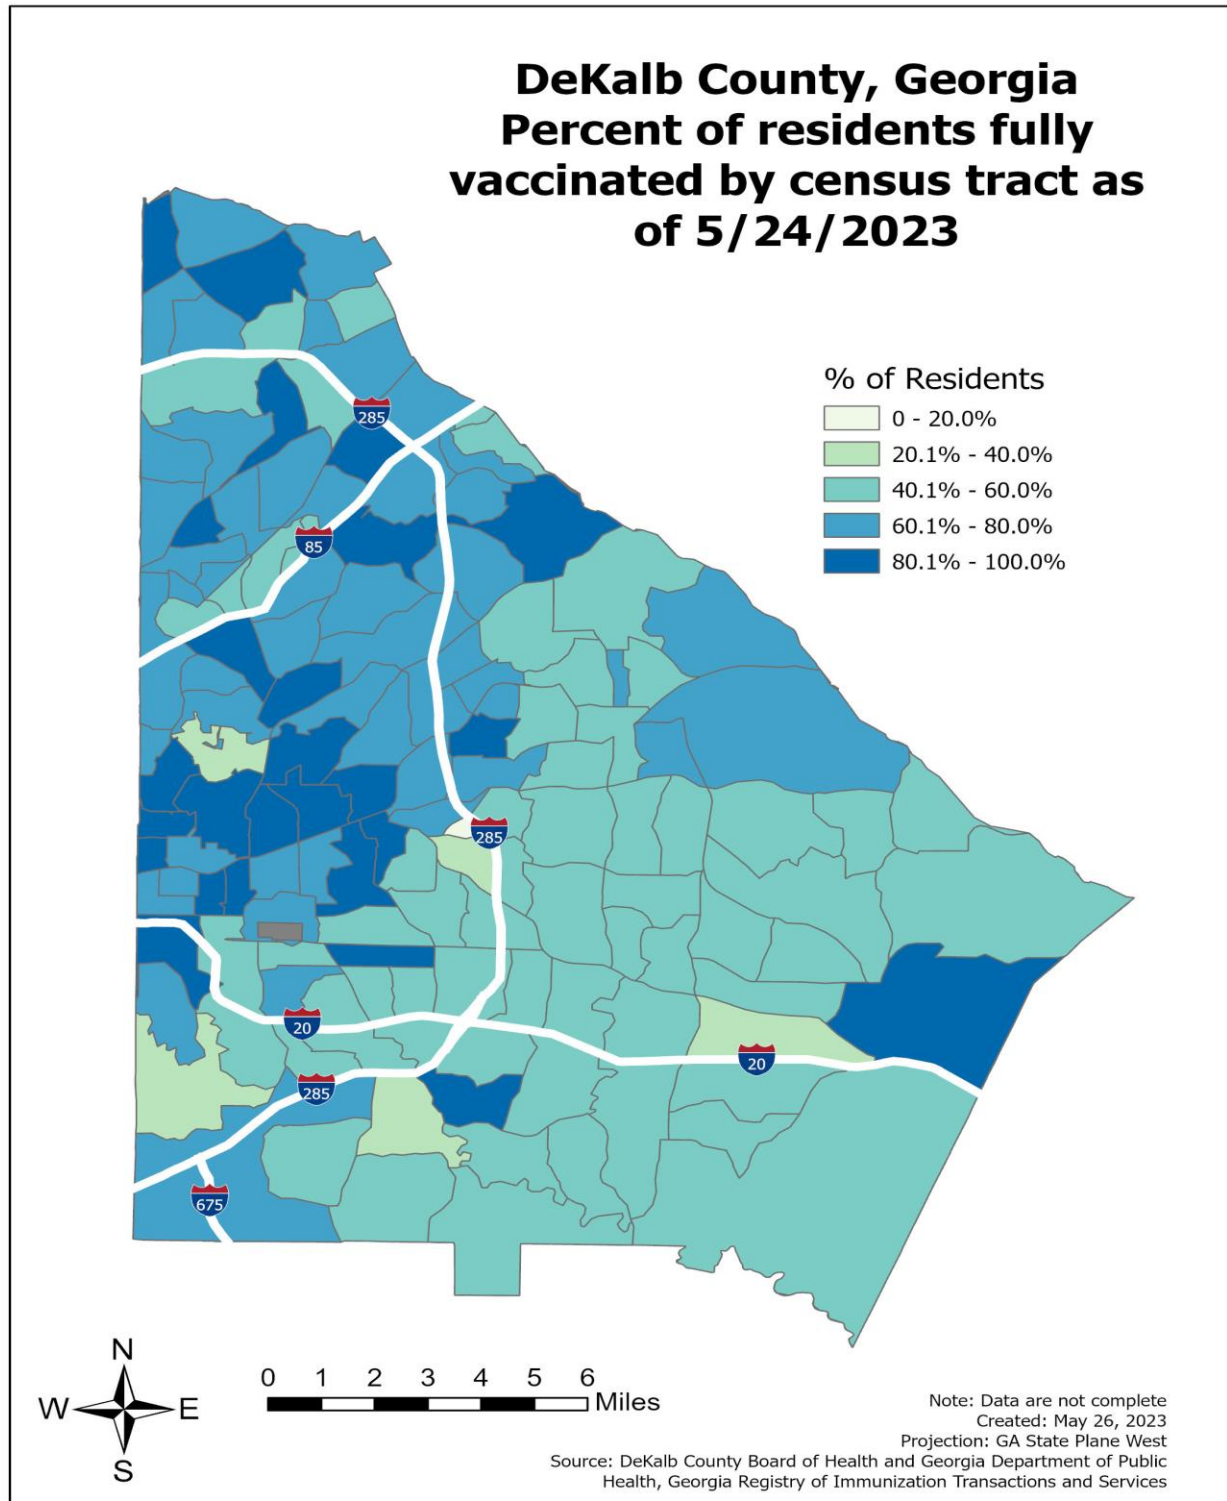 DeKalb County, Georgia
Percent of residents fully
vaccinated by census tract as
of 5/24/2023
% of Residents
0 - 20.0%
20.1% - 40.0%
40.1% - 60.0%
60.1% - 80.0%
80.1% - 100.0%
285
85
285
20
20
285
675
N
W E
S
0 1 2 3 4 5 6
Miles
Note: Data are not complete
Created: May 26, 2023
Projection: GA State Plane West
Source: DeKalb County Board of Health and Georgia Department of Public
Health, Georgia Registry of Immunization Transactions and Services